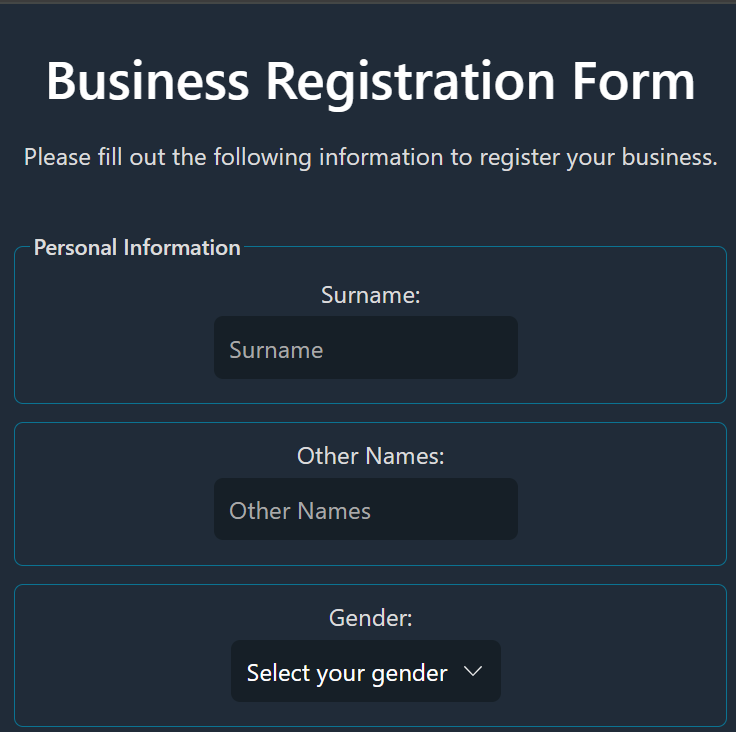 Business Registration Form
Please fill out the following information to register your business.
Personal Information
Surname:
Surname
Other Names:
Other Names
Gender:
Select your gender